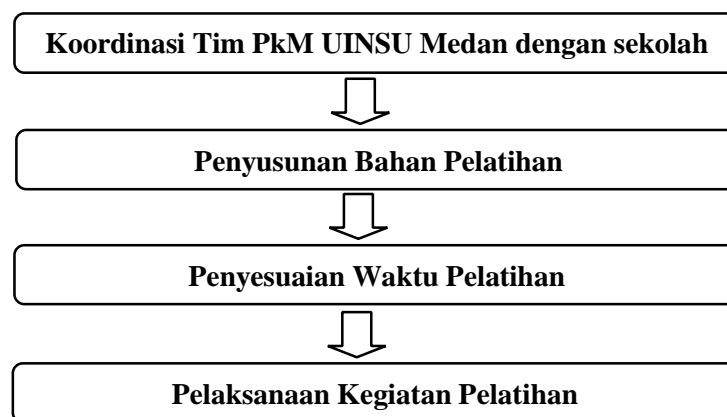 Koordinasi Tim PkM UINSU Medan dengan sekolah
Penyusunan Bahan Pelatihan
Penyesuaian Waktu Pelatihan
Pelaksanaan Kegiatan Pelatihan